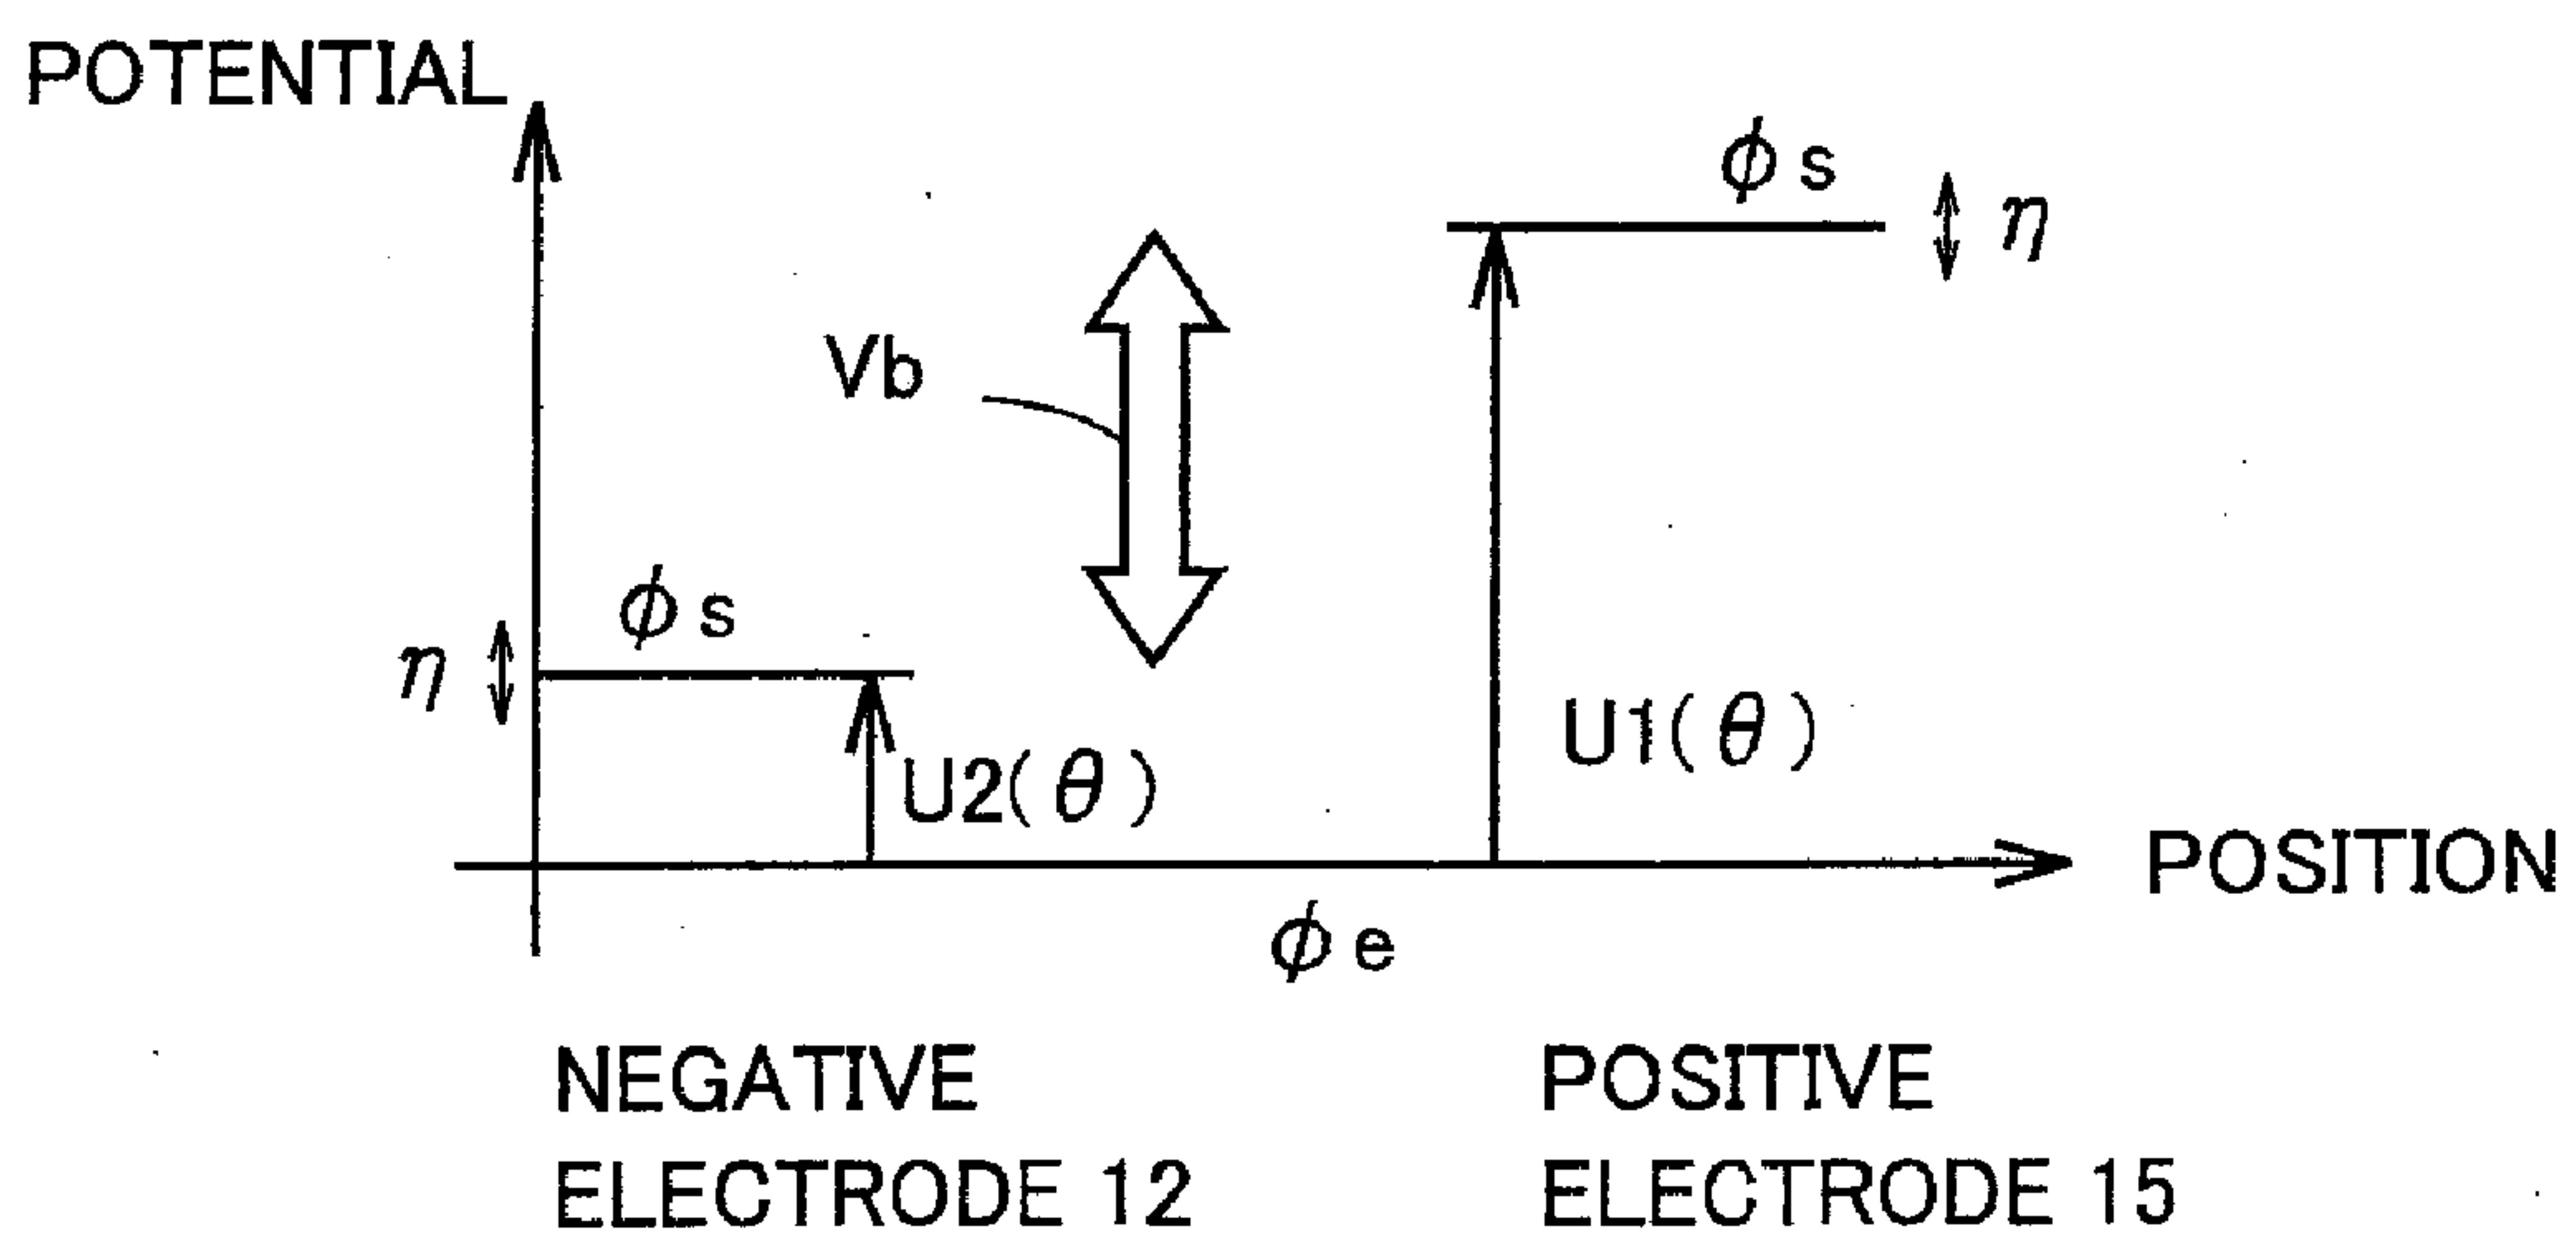 POTENTIAL
ϕs
η
Vb
ϕs
η
U1(θ)
U2(θ)
POSITION
ϕe
NEGATIVE
ELECTRODE 12
POSITIVE
ELECTRODE 15